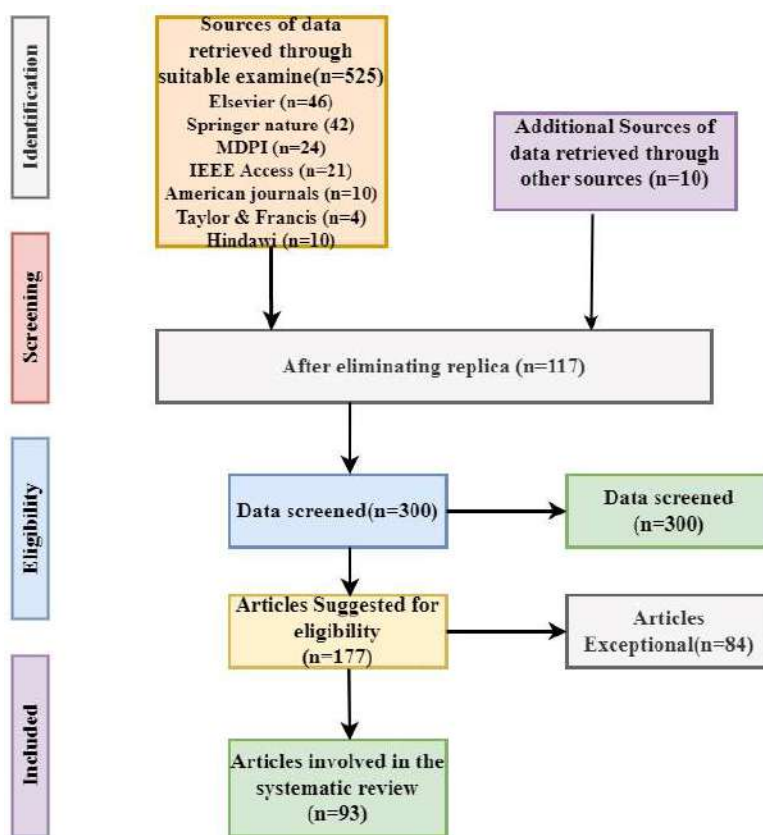 Identification
Sources of data
retrieved through
suitable examine(n=525)
Elsevier (n=46)
Springer nature (42)
MDPI (n=24)
IEEE Access (n=21)
American journals (n=10)
Taylor & Francis (n=4)
Hindawi (n=10)
Additional Sources of
data retrieved through
other sources (n=10)
Screening
After eliminating replica (n=117)
Eligibility
Data screened(n=300)
Data screened
(n=300)
Articles Suggested for
eligibility
(n=177)
Articles
Exceptional(n=84)
Included
Articles involved in the
systematic review
(n=93)